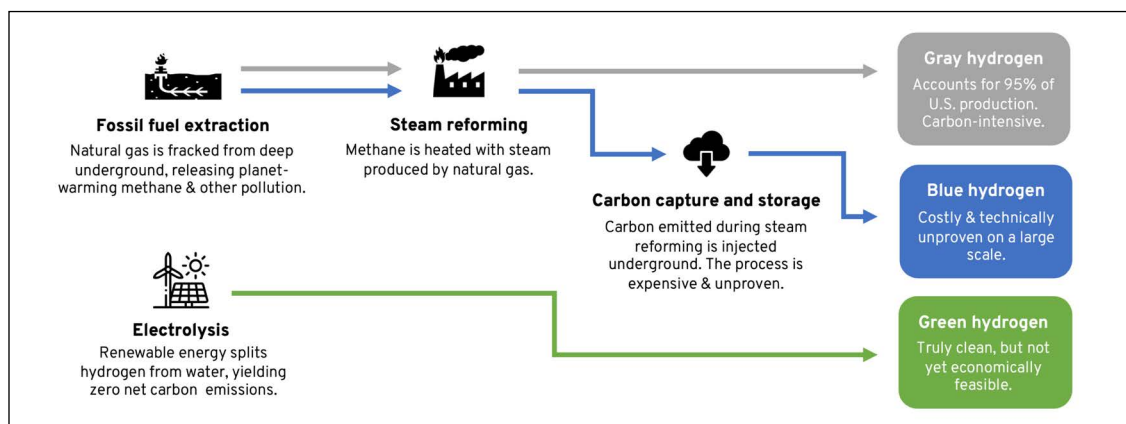 Fossil fuel extraction
Natural gas is fracked from deep
underground, releasing planet-
warming methane & other pollution.
Steam reforming
Methane is heated with steam
produced by natural gas.
Carbon capture and storage
Carbon emitted during steam
reforming is injected
underground. The process is
expensive & unproven.
Gray hydrogen
Accounts for 95% of
U.S. production.
Carbon-intensive.
Blue hydrogen
Costly & technically
unproven on a large
scale.
Electrolysis
Renewable energy splits
hydrogen from water, yielding
zero net carbon emissions.
Green hydrogen
Truly clean, but not
yet economically
feasible.